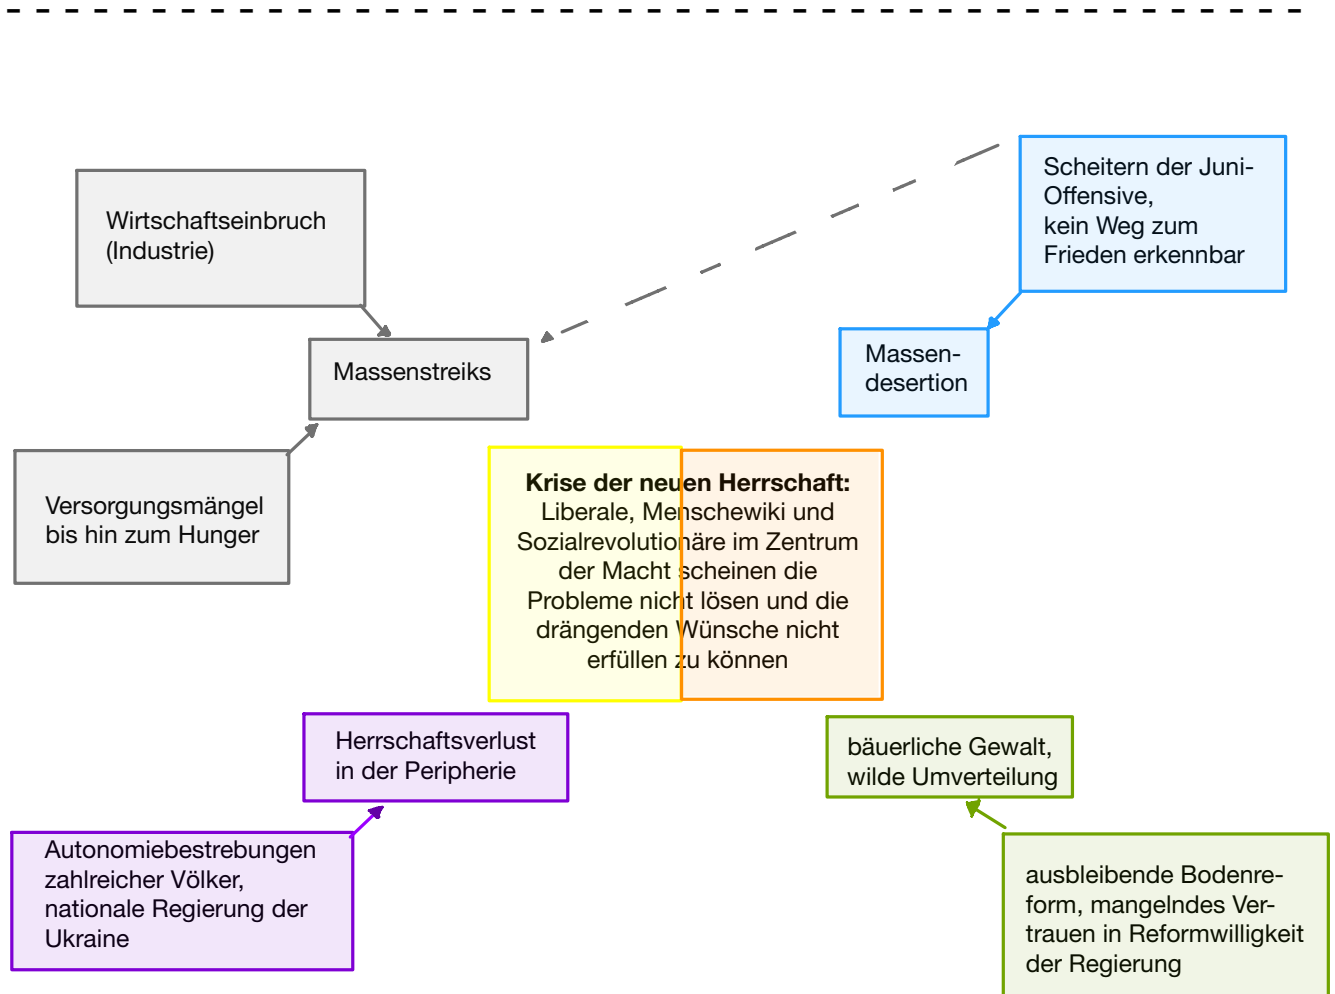 Scheitern der Juni-
Offensive,
kein Weg zum
Frieden erkennbar
Wirtschaftseinbruch
(Industrie)
Massenstreiks
Massen-
desertion
Versorgungsmängel
bis hin zum Hunger
Krise der neuen Herrschaft:
Liberale, Menschewiki und
Sozialrevolutionäre im Zentrum
der Macht scheinen die
Probleme nicht lösen und die
drängenden Wünsche nicht
erfüllen zu können
Herrschaftsverlust
in der Peripherie
bäuerliche Gewalt,
wilde Umverteilung
Autonomiebestrebungen
zahlreicher Völker,
nationale Regierung der
Ukraine
ausbleibende Bodenre-
form, mangelndes Ver-
trauen in Reformwilligkeit
der Regierung